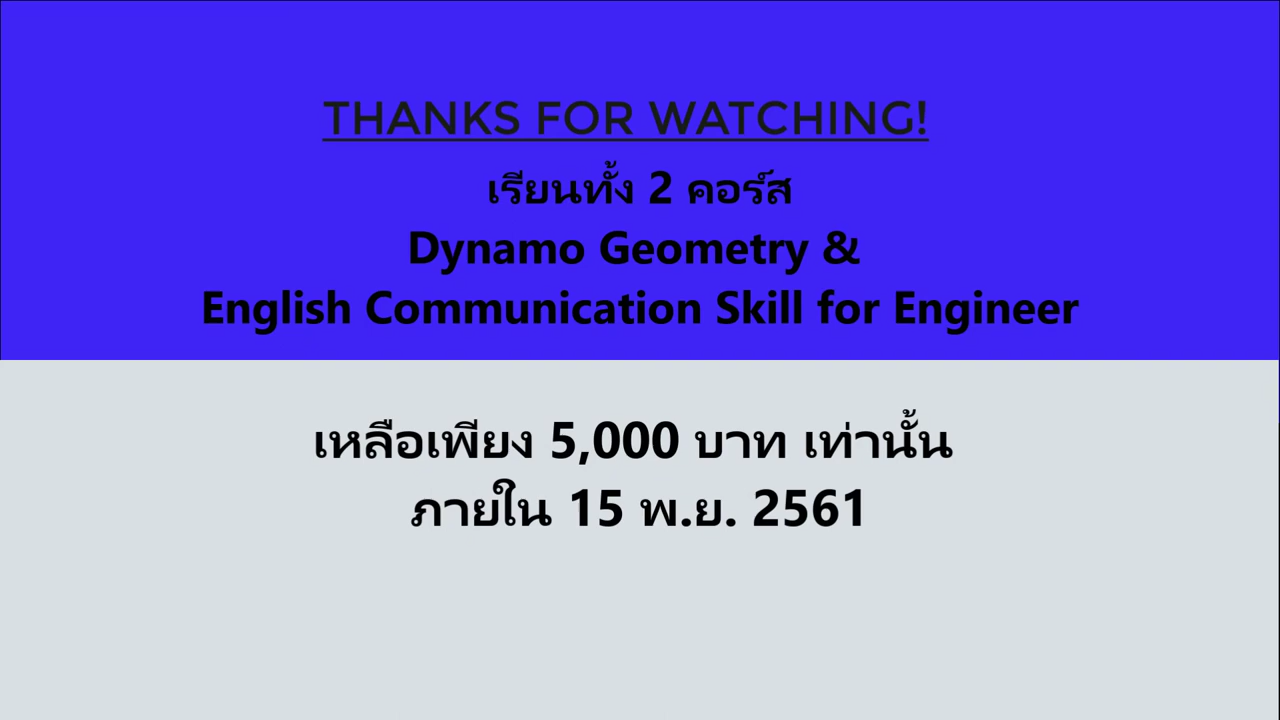 THANKS FOR WATCHING!
เรียนทั้ง 2 คอร์ส
Dynamo Geometry &
English Communication Skill for Engineer
เหลือเพียง 5,000 บาท เท่านั้น
ภายใน 15 พ.ย. 2561